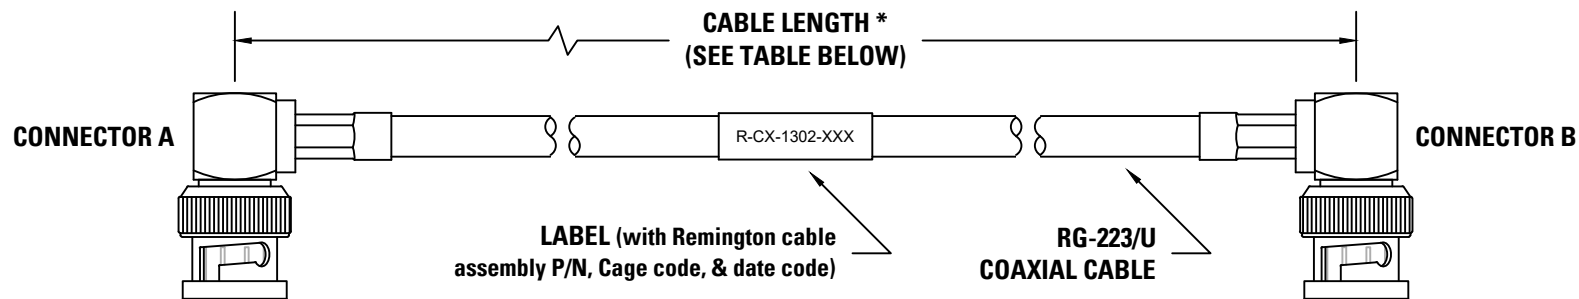 CABLE LENGTH *
(SEE TABLE BELOW)
CONNECTOR A
R-CX-1302-XXX
CONNECTOR B
LABEL (with Remington cable
assembly P/N, Cage code, & date code)
RG-223/U
COAXIAL CABLE